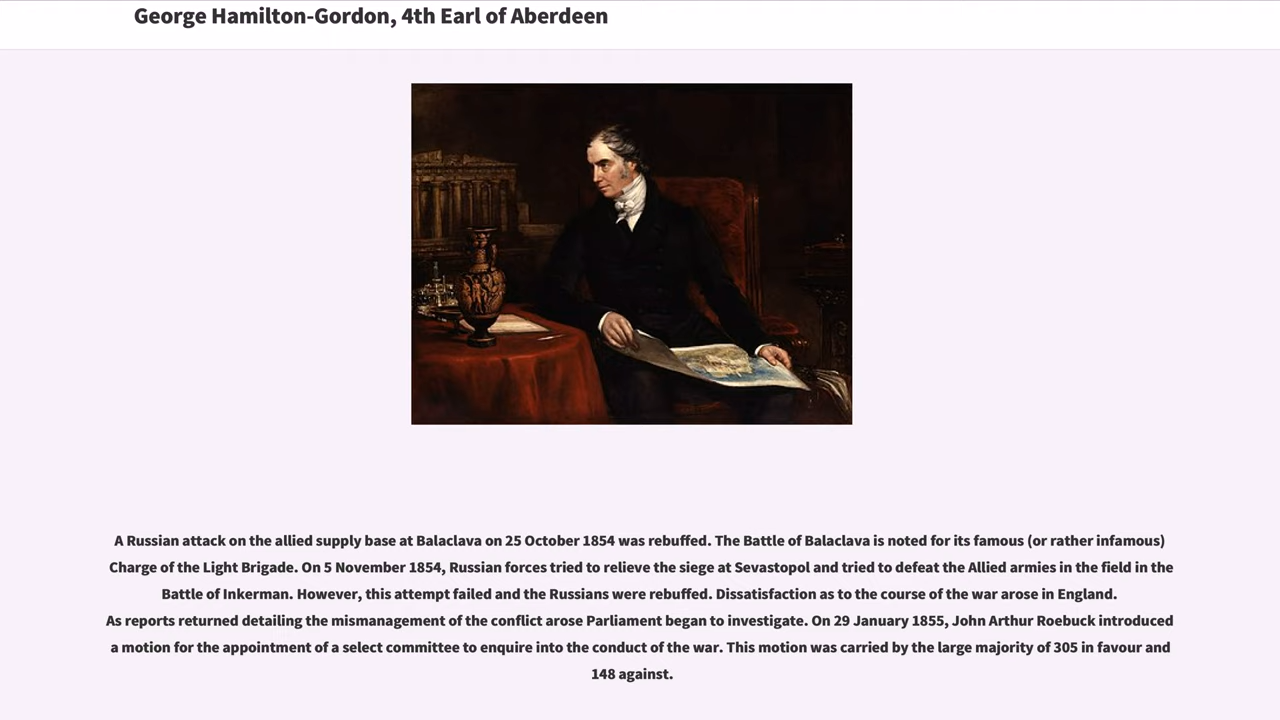 George Hamilton-Gordon, 4th Earl of Aberdeen
A Russian attack on the allied supply base at Balaclava on 25 October 1854 was rebuffed. The Battle of Balaclava is noted for its famous (or rather infamous)
Charge of the Light Brigade. On 5 November 1854, Russian forces tried to relieve the siege at Sevastopol and tried to defeat the Allied armies in the field in the
Battle of Inkerman. However, this attempt failed and the Russians were rebuffed. Dissatisfaction as to the course of the war arose in England.
As reports returned detailing the mismanagement of the conflict arose Parliament began to investigate. On 29 January 1855, John Arthur Roebuck introduced
a motion for the appointment of a select committee to enquire into the conduct of the war. This motion was carried by the large majority of 305 in favour and
148 against.